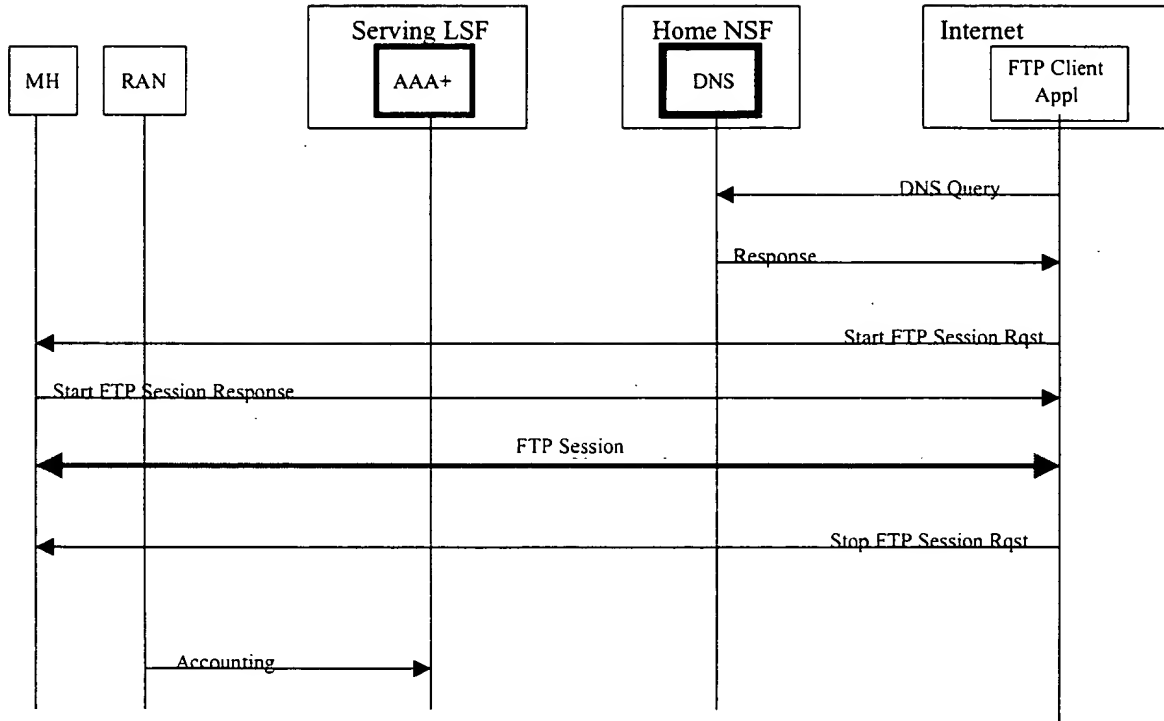 Serving LSF
Home NSF
Internet
MH
RAN
AAA+
DNS
FTP Client
Appl
DNS Query
Response
Start FTP Session Rqst
Start FTP Session Response
FTP Session
Stop FTP Session Rqst
Accounting